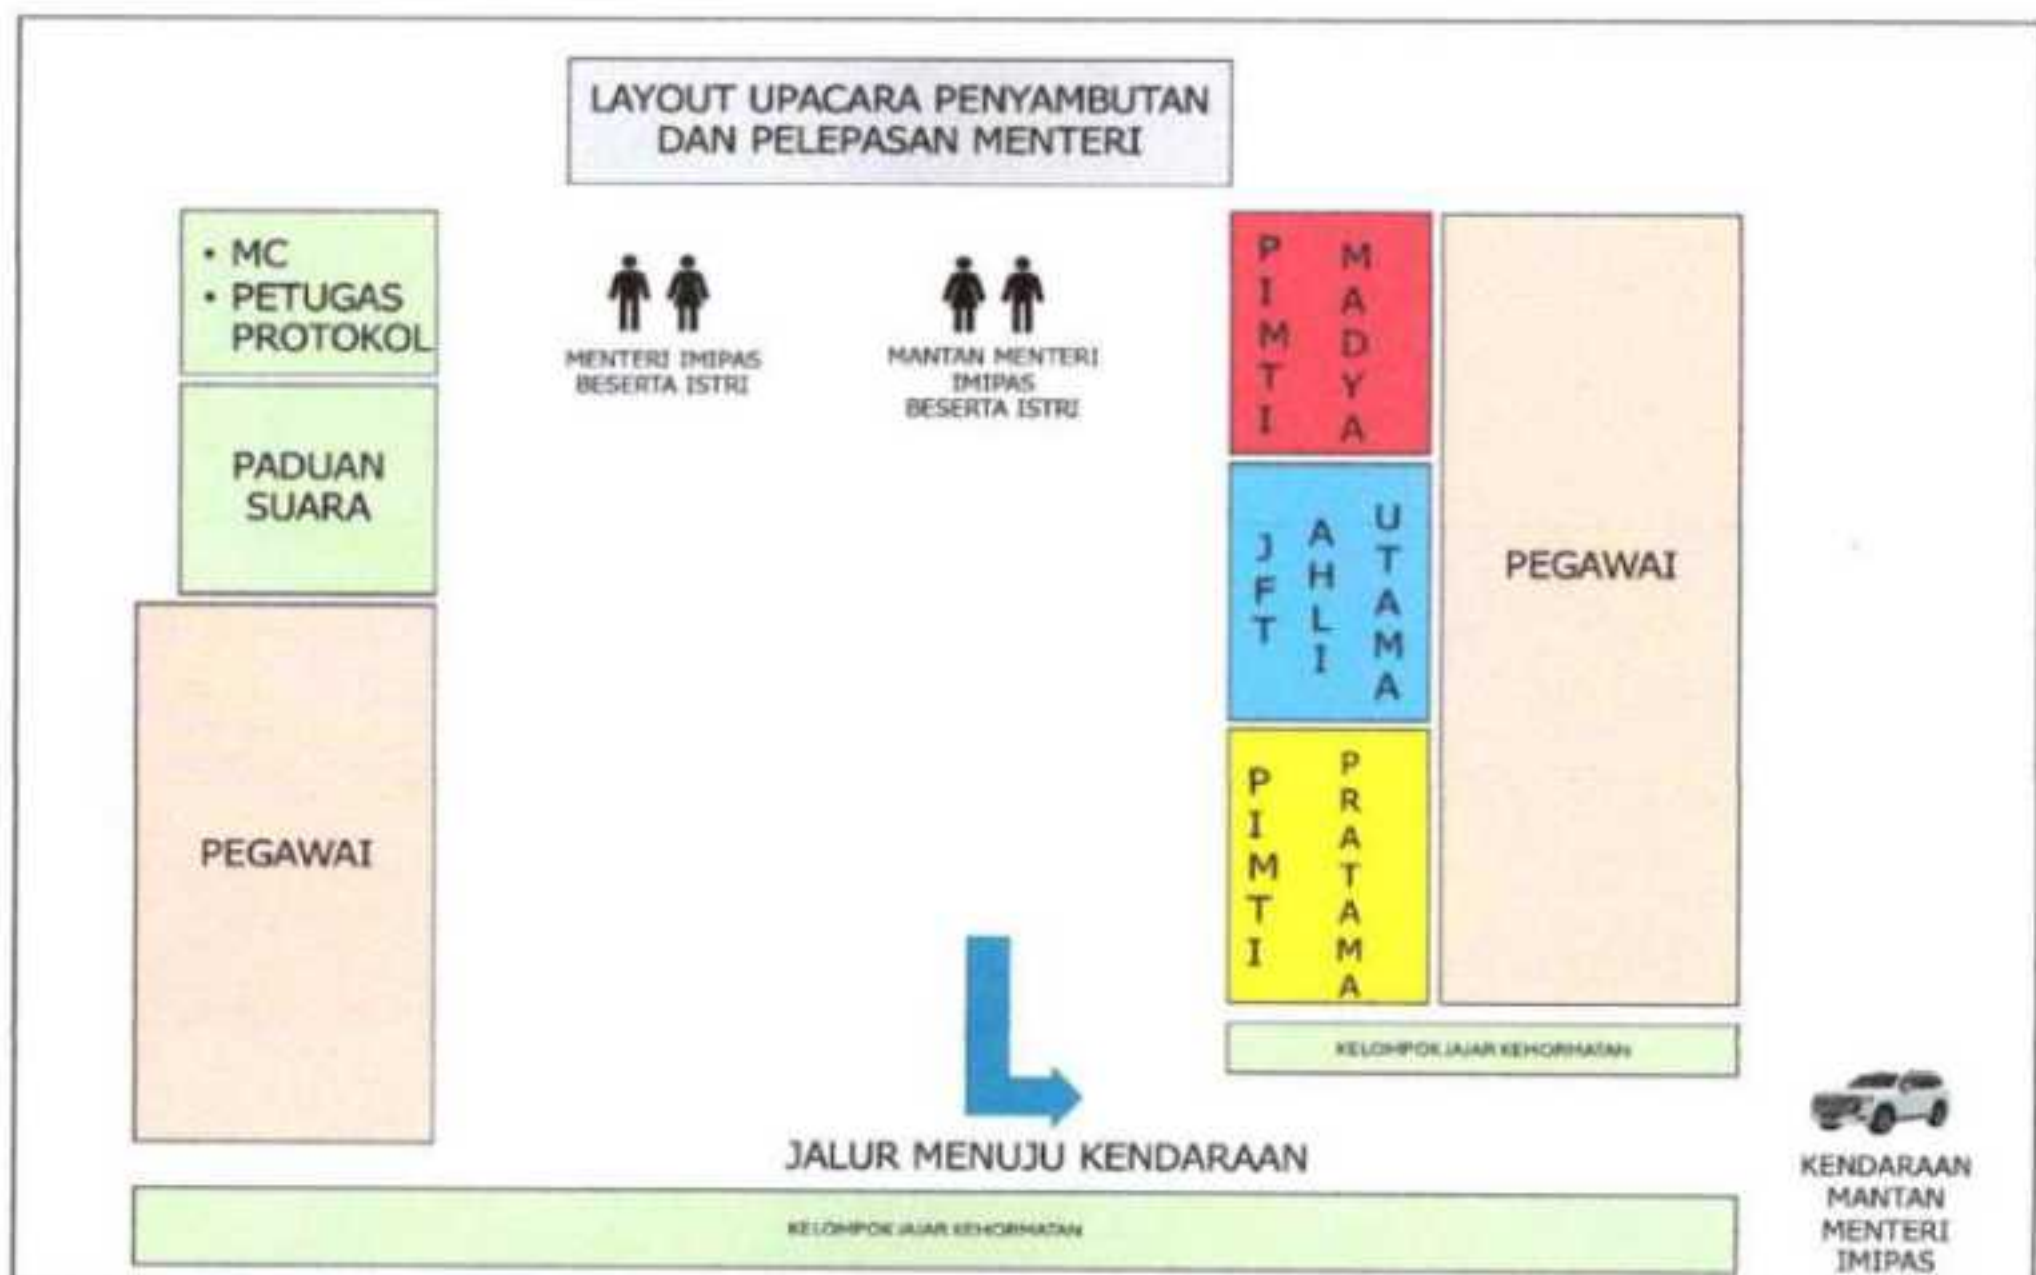 LAYOUT UPACARA PENYAMBUTAN
DAN PELEPASAN MENTERI
• MC
• PETUGAS
PROTOKOL
PADUAN
SUARA
PEGAWAI
MENTERI IMIPAS
BESERTA ISTRI
MANTAN MENTERI
IMIPAS
BESERTA ISTRI
PIMTI MADYA
JFT AHLI UTAMA
PIMTI PRATAMA
PEGAWAI
KELOMPOK JAJAR KEHORMATAN
JALUR MENUJU KENDARAAN
KELOMPOK JAJAR KEHORMATAN
KENDARAAN
MANTAN
MENTERI
IMIPAS